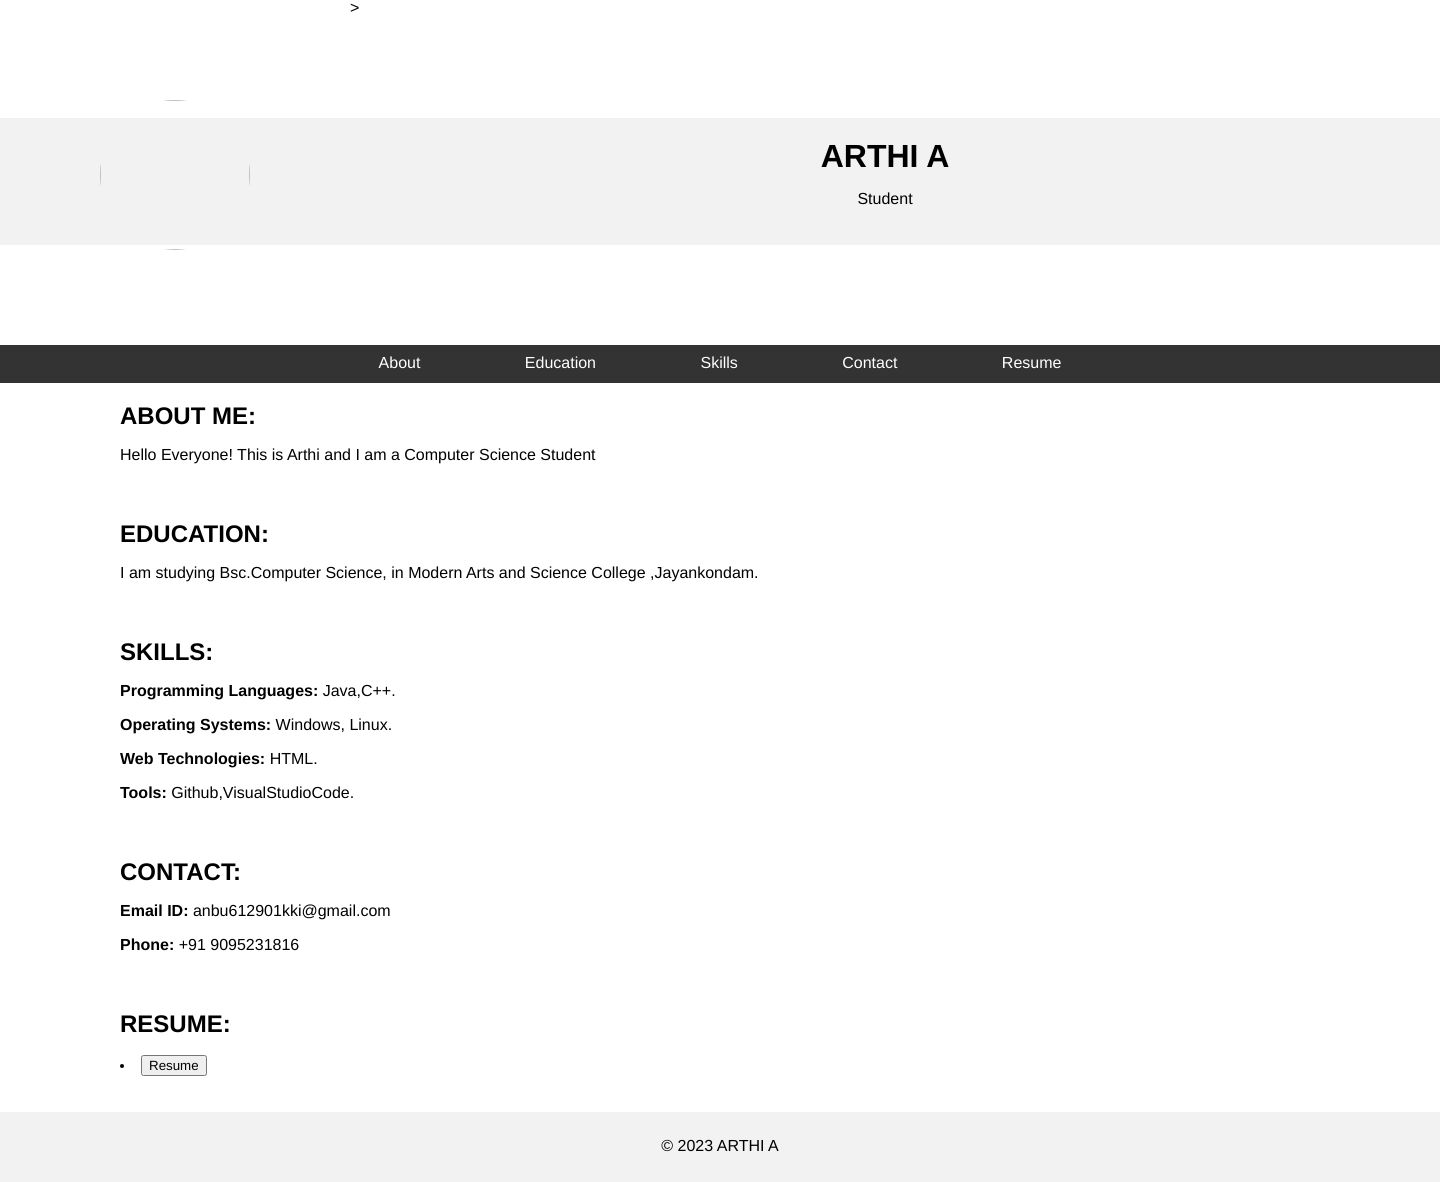 >
ARTHI A
Student
About Education Skills Contact Resume
ABOUT ME:
Hello Everyone! This is Arthi and I am a Computer Science Student
EDUCATION:
I am studying Bsc.Computer Science, in Modern Arts and Science College ,Jayankondam.
SKILLS:
Programming Languages: Java,C++.
Operating Systems: Windows, Linux.
Web Technologies: HTML.
Tools: Github,VisualStudioCode.
CONTACT:
Email ID: anbu612901kki@gmail.com
Phone: +91 9095231816
RESUME:
• Resume
© 2023 ARTHI A